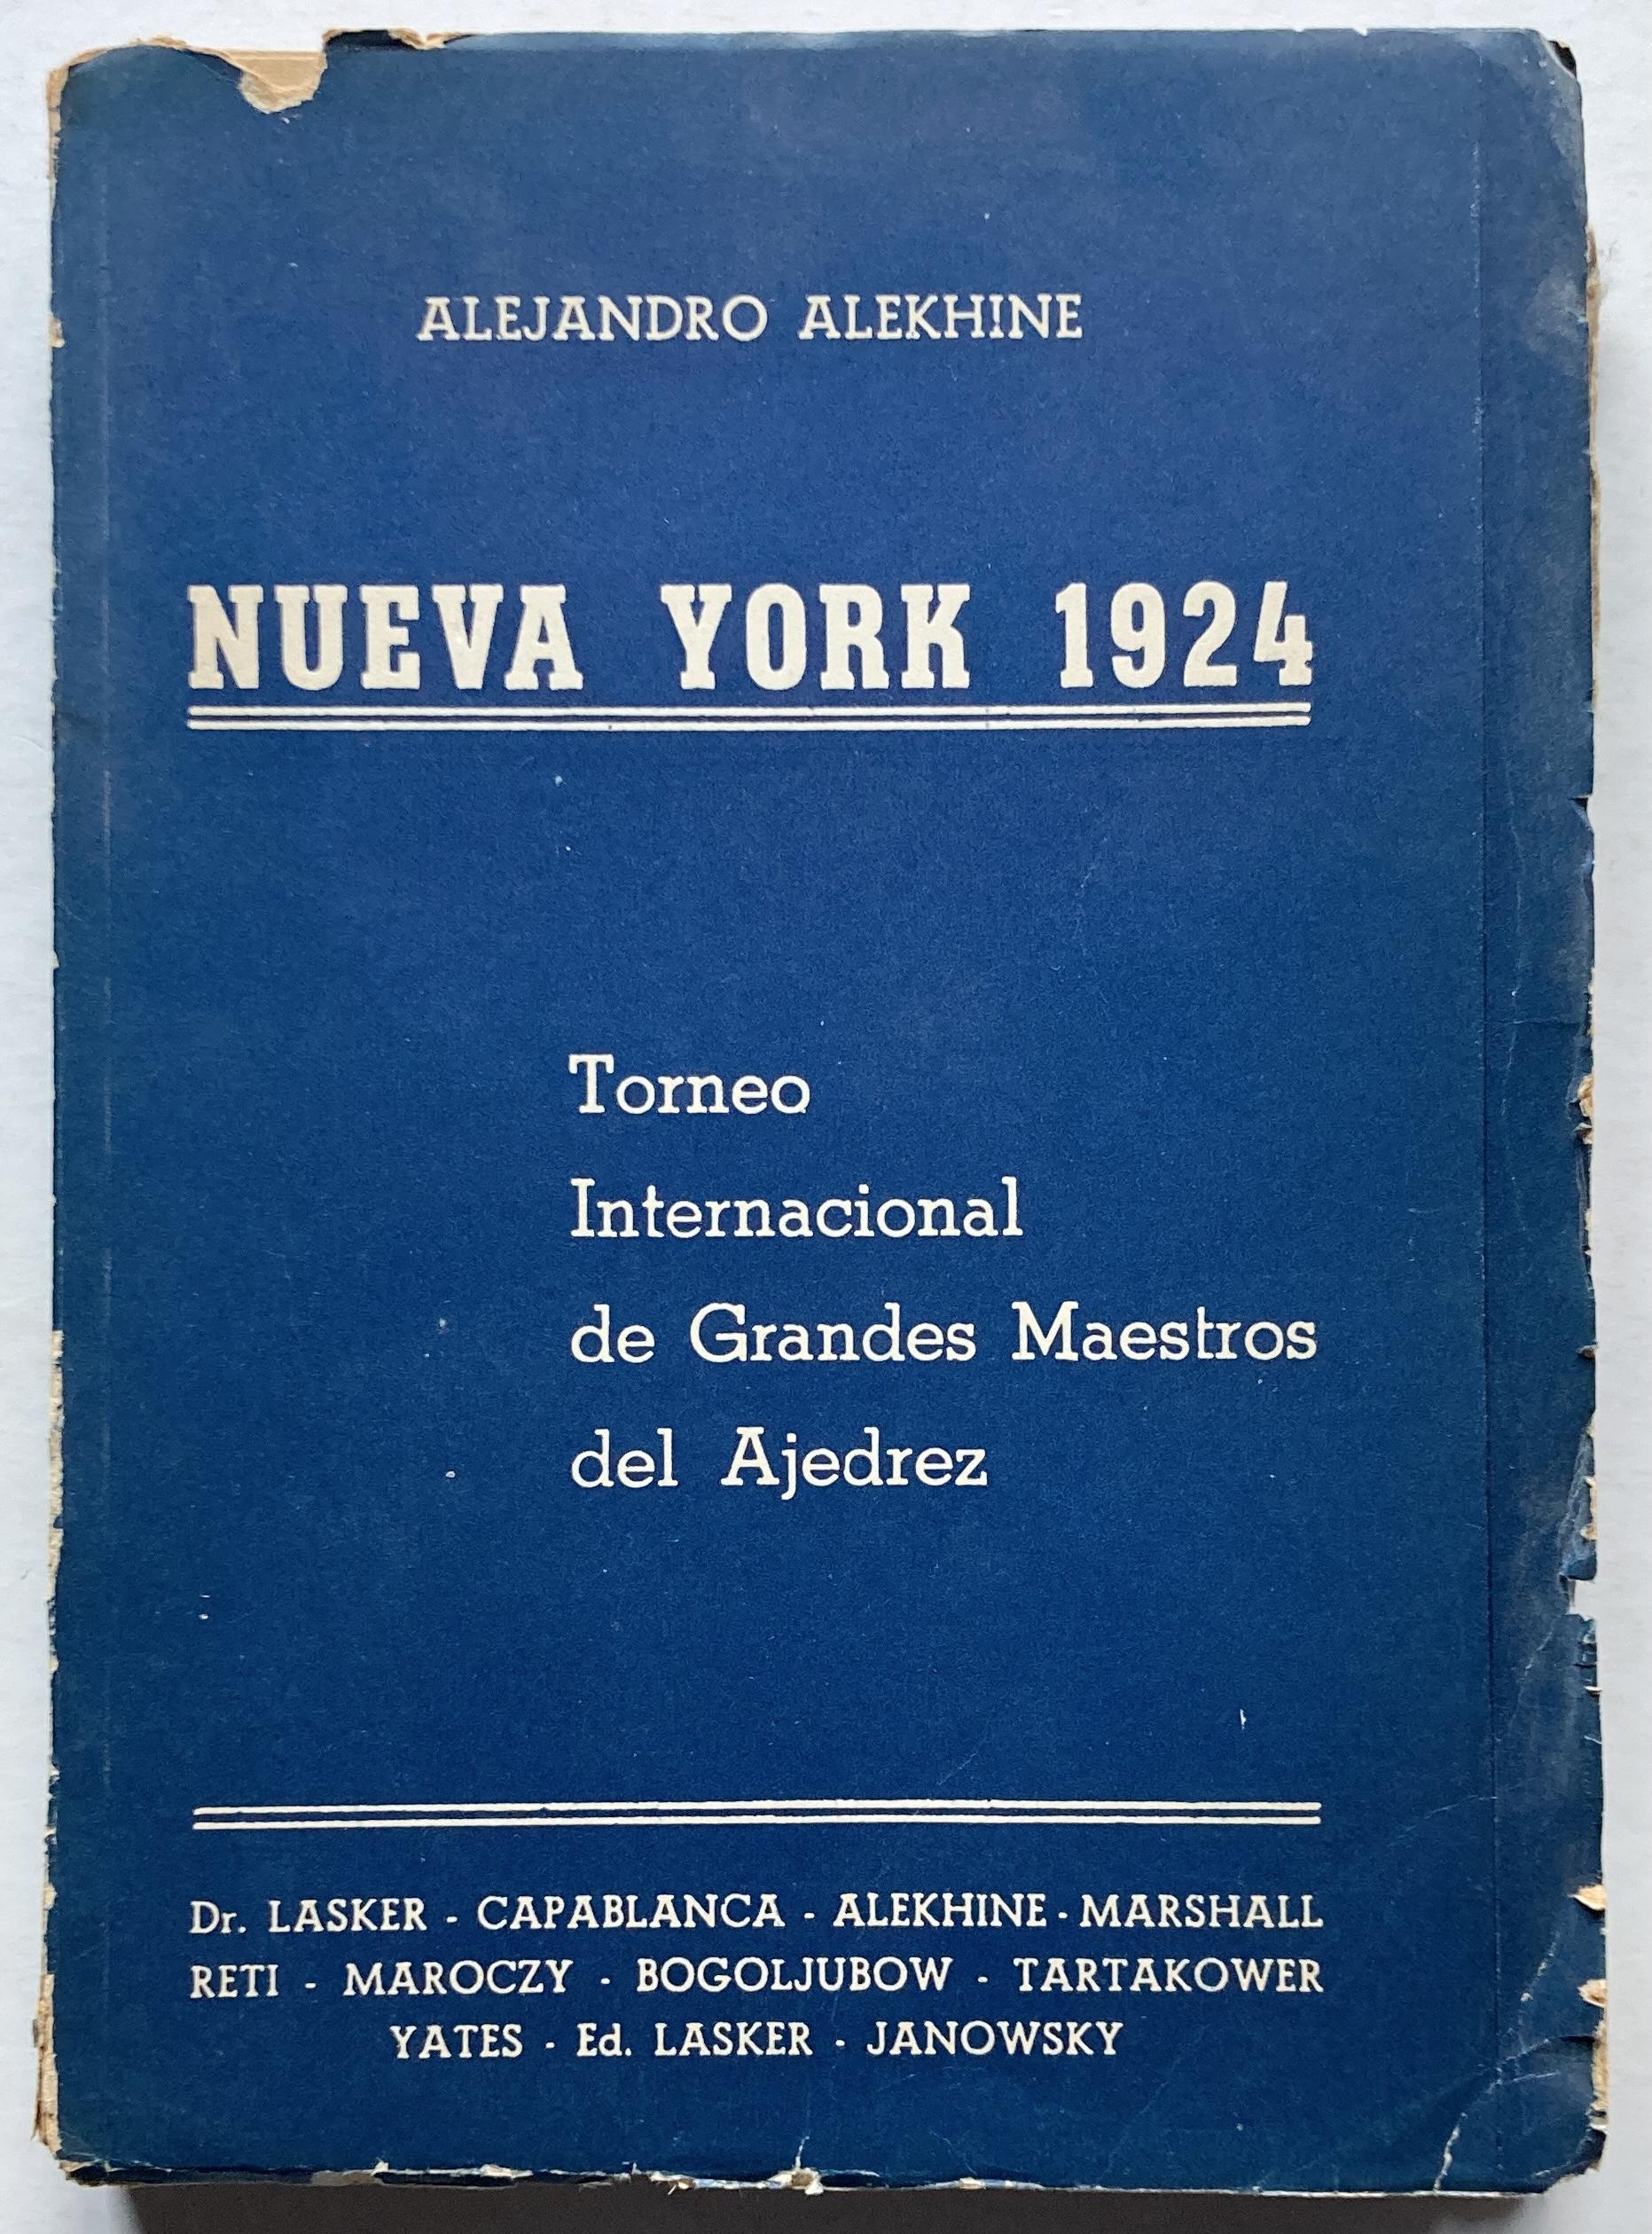 ALEJANDRO ALEKHINE
NUEVA YORK 1924
Torneo
Internacional
de Grandes Maestros
del Ajedrez
Dr. LASKER - CAPABLANCA - ALEKHINE - MARSHALL
RETI - MAROCZY - BOGOLJUBOW - TARTAKOWER
YATES - Ed. LASKER - JANOWSKY